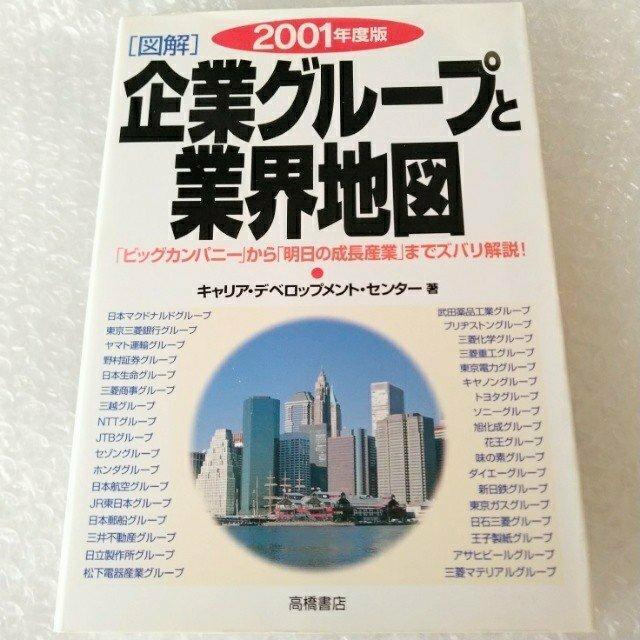 2001年度版
[図解]
企業グループと
業界地図
「ビッグカンパニー」から「明日の成長産業」までズバリ解説!
キャリア・デベロップメント・センター 著
日本マクドナルドグループ
東京三菱銀行グループ
ヤマト運輸グループ
野村証券グループ
日本生命グループ
三菱商事グループ
三越グループ
NTTグループ
JTBグループ
セゾングループ
ホンダグループ
日本航空グループ
JR東日本グループ
日本郵船グループ
三井不動産グループ
日立製作所グループ
松下電器産業グループ
武田薬品工業グループ
ブリヂストングループ
三菱化学グループ
三菱重工グループ
東京電力グループ
キヤノングループ
トヨタグループ
ソニーグループ
旭化成グループ
花王グループ
味の素グループ
ダイエーグループ
新日鉄グループ
東京ガスグループ
日石三菱グループ
王子製紙グループ
アサヒビールグループ
三菱マテリアルグループ
高橋書店